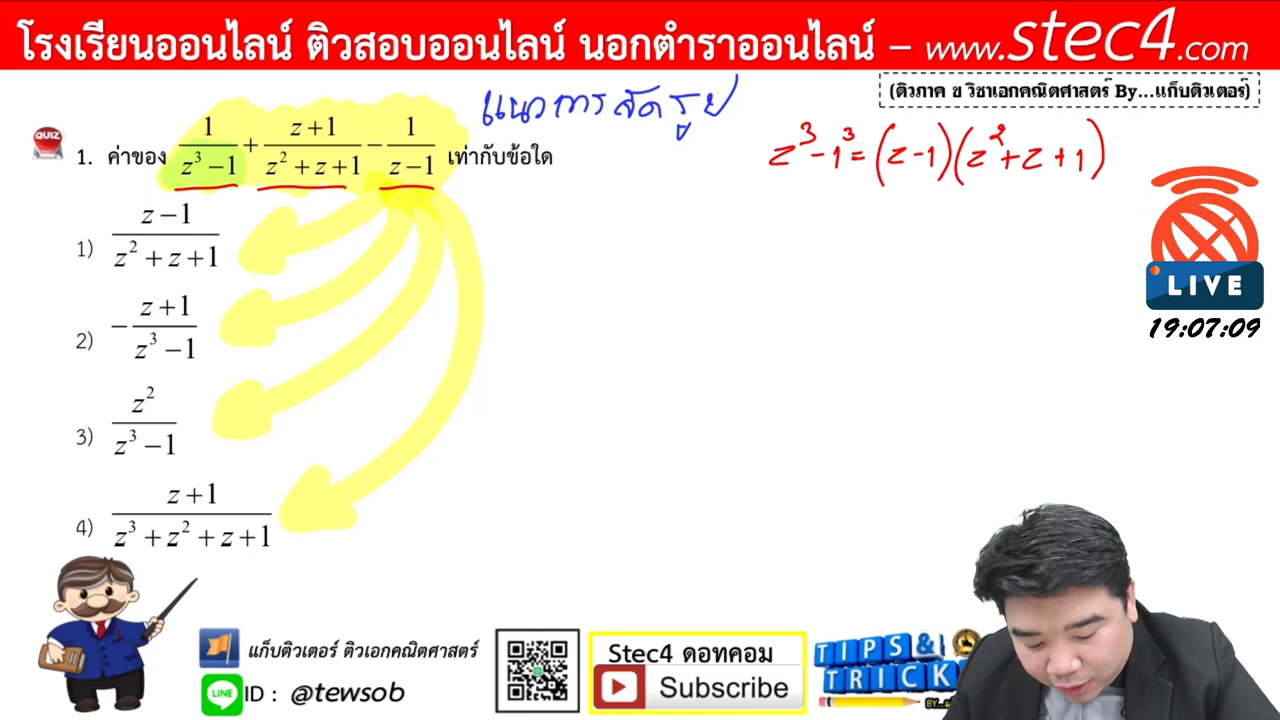 โรงเรียนออนไลน์ ติวสอบออนไลน์ นอกตำราออนไลน์ – www.stec4.com
(ติวภาค ข วิชาเอกคณิตศาสตร์ By...แก็บติวเตอร์)
แนวการจัดรูป
QUIZ
1. ค่าของ 1/(z³−1) + (z+1)/(z²+z+1) − 1/(z−1) เท่ากับข้อใด
z³-1³=(z-1)(z²+z+1)
1) (z−1)/(z²+z+1)
2) −(z+1)/(z³−1)
3) z²/(z³−1)
4) (z+1)/(z³+z²+z+1)
LIVE
19:07:09
แก็บติวเตอร์ ติวเอกคณิตศาสตร์
LINE ID : @tewsob
Stec4 ดอทคอม
Subscribe
TIPS &
TRICK